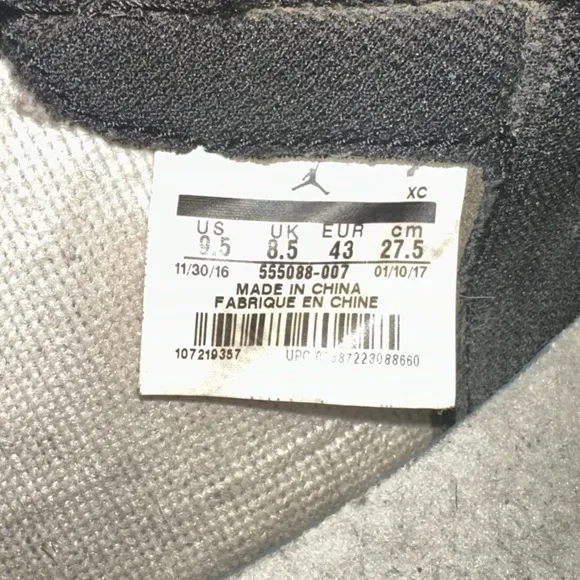 XC
US UK EUR cm
9.5 8.5 43 27.5
11/30/16 555088-007 01/10/17
MADE IN CHINA
FABRIQUE EN CHINE
107219357 UPC